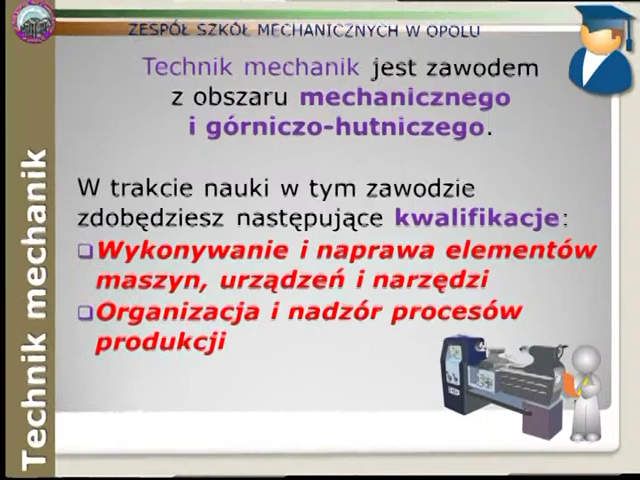 ZESPÓŁ SZKÓŁ MECHANICZNYCH W OPOLU
Technik mechanik jest zawodem
z obszaru mechanicznego
i górniczo-hutniczego.
W trakcie nauki w tym zawodzie
zdobędziesz następujące kwalifikacje:
Wykonywanie i naprawa elementów
maszyn, urządzeń i narzędzi
Organizacja i nadzór procesów
produkcji
Technik mechanik